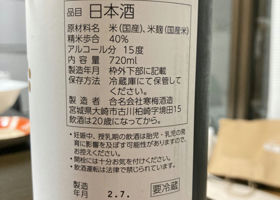 品目 日本酒
原材料名 米(国産)、米麹(国産米)
精米歩合 40%
アルコール分 15度
内容量 720ml
製造年月 枠外下部に記載
保存方法 冷蔵庫にて保管して
ください。
製造者 合名会社寒梅酒造
宮城県大崎市古川柏崎字境田15
飲酒は20歳になってから。
・妊娠中、授乳期の飲酒は胎児・乳児の発
育に影響を及ぼす可能性がありますので、
お控えください。
・開栓には十分お気を付けください。
・飲酒運転は法律で禁じられています。
製造
年月 2.7.
要冷蔵